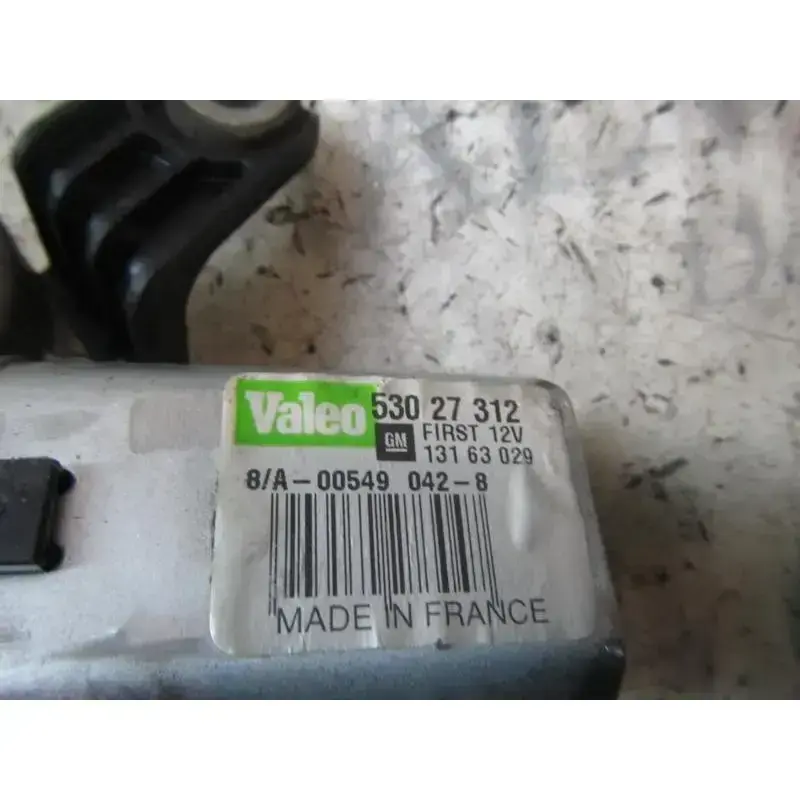 Valeo 530 27 312
GM FIRST 12V
131 63 029
8/A-00549 042-8
MADE IN FRANCE